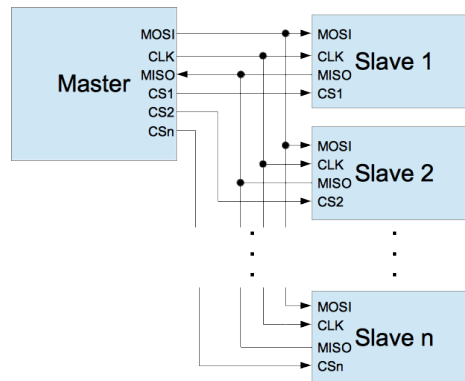 Master
MOSI
CLK
MISO
CS1
CS2
CSn
MOSI
CLK
MISO
CS1
Slave 1
MOSI
CLK
MISO
CS2
Slave 2
MOSI
CLK
MISO
CSn
Slave n